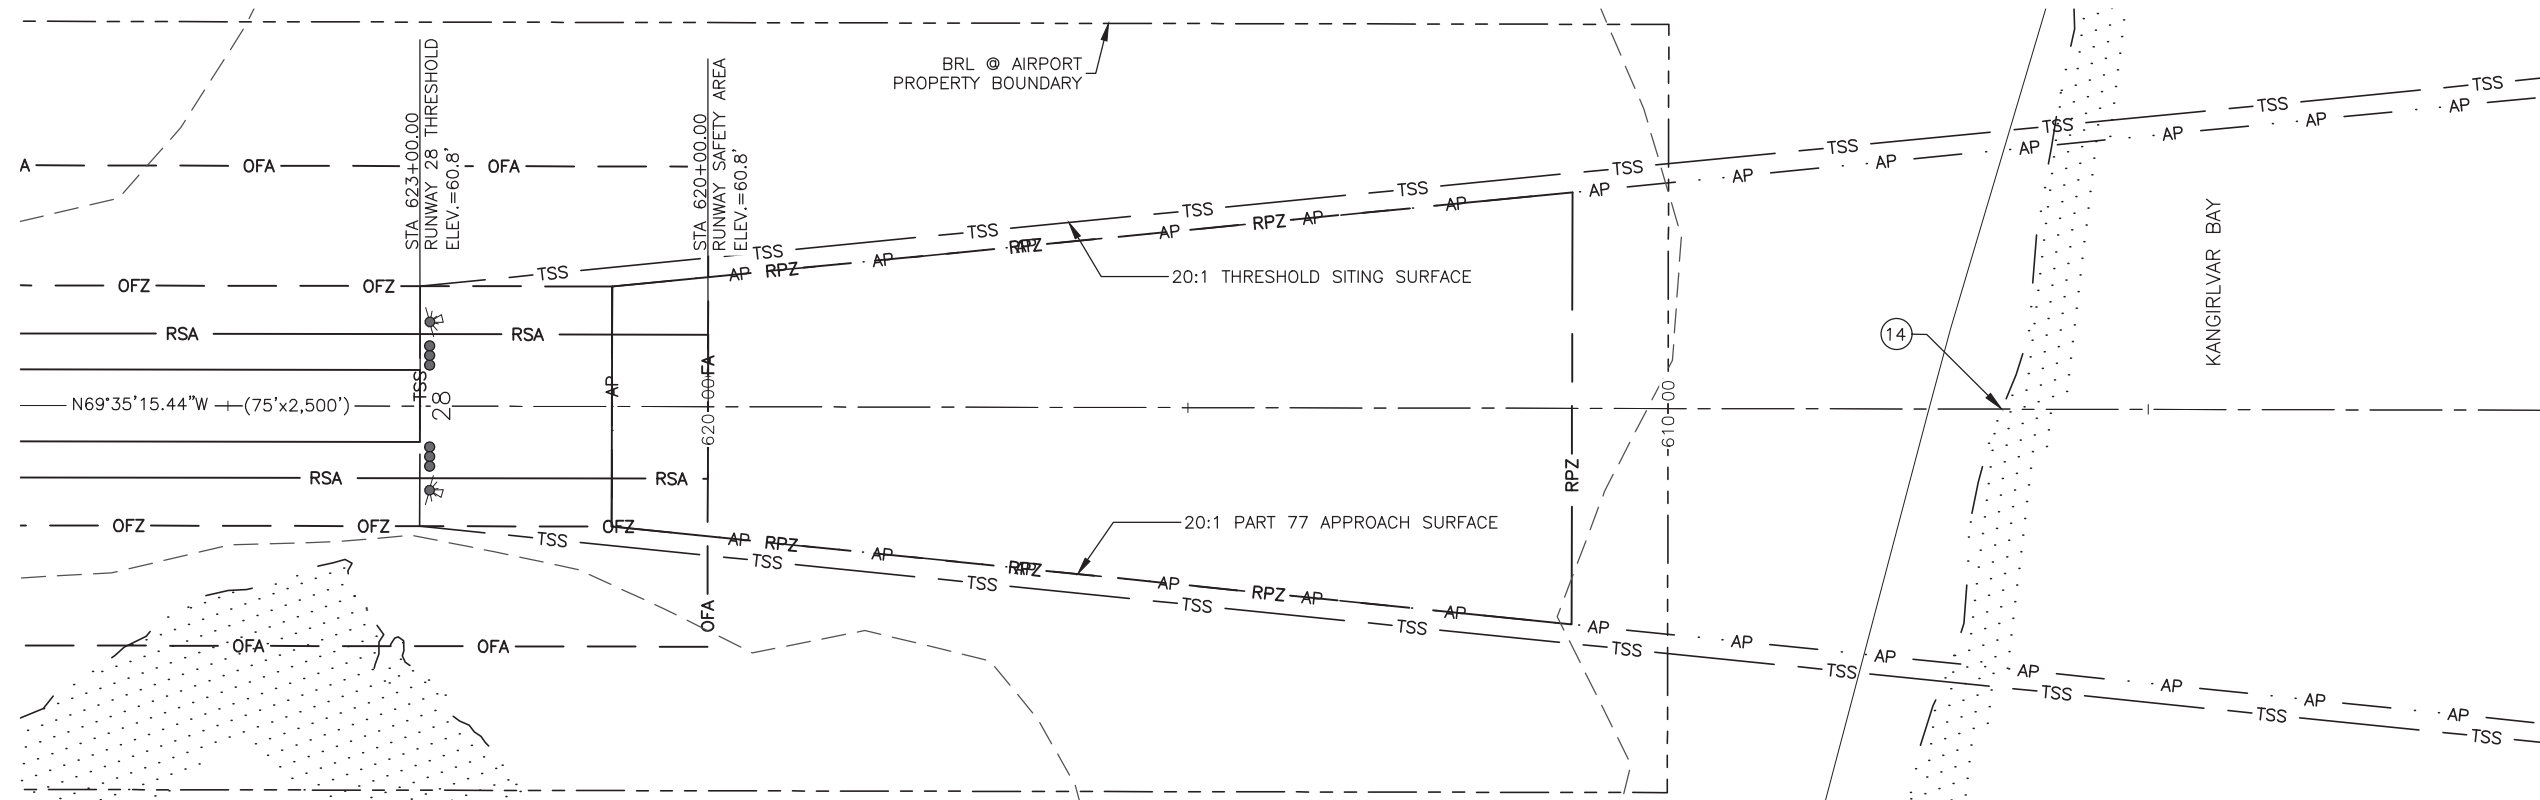 BRL @ AIRPORT
PROPERTY BOUNDARY
STA 623+00.00
RUNWAY 28 THRESHOLD
ELEV.=60.8'
STA 620+00.00
RUNWAY SAFETY AREA
ELEV.=60.8'
TSS
TSS
AP
TSS
AP
TSS
AP
TSS
AP
TSS
AP
TSS
AP
TSS
AP
TSS
AP
TSS
AP
TSS
AP
RPZ
AP
AP
RPZ
AP
RPZ
AP
A
OFA
OFA
OFZ
OFZ
20:1 THRESHOLD SITING SURFACE
KANGIRLVAR BAY
RSA
RSA
14
TSS
28
AP
FA
620 00
610 00
N69°35'15.44"W
(75'x2,500')
RSA
RSA
RPZ
OFZ
OFZ
OFZ
20:1 PART 77 APPROACH SURFACE
TSS
AP
RPZ
TSS
AP
RPZ
TSS
AP
TSS
RPZ
AP
AP
TSS
AP
TSS
AP
AP
TSS
AP
TSS
AP
AP
TSS
AP
TSS
OFA
OFA
OFA